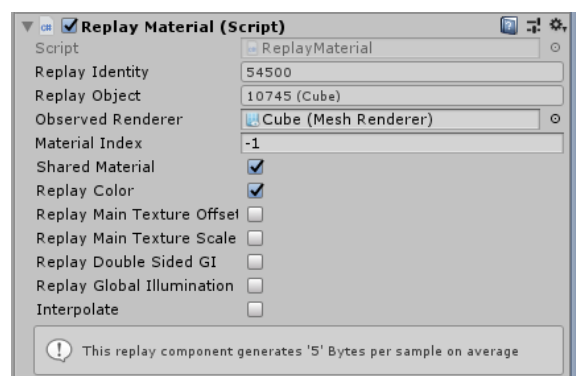 Replay Material (Script)
Script ReplayMaterial
Replay Identity 54500
Replay Object 10745 (Cube)
Observed Renderer Cube (Mesh Renderer)
Material Index -1
Shared Material
Replay Color
Replay Main Texture Offset
Replay Main Texture Scale
Replay Double Sided GI
Replay Global Illumination
Interpolate
This replay component generates '5' Bytes per sample on average